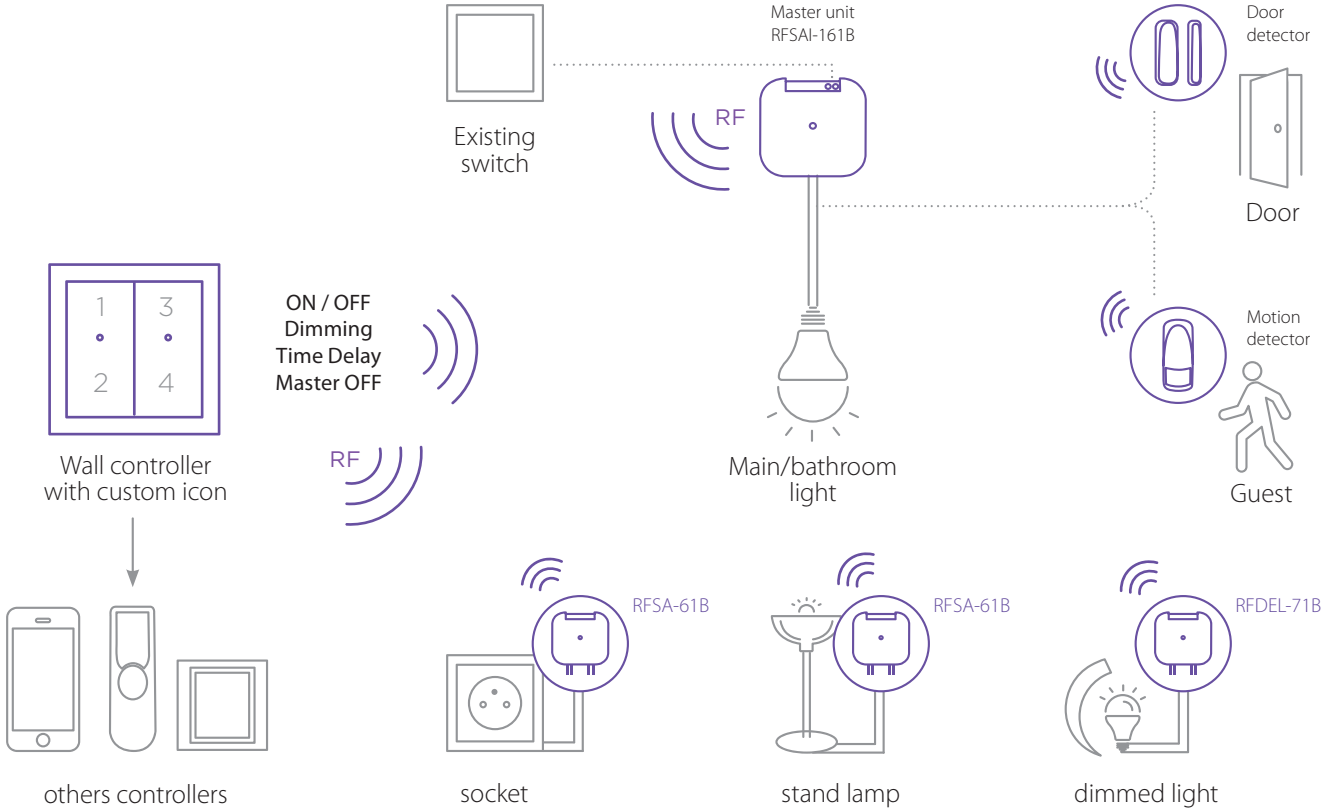 Master unit
RFSAI-161B
Door
detector
RF
Existing
switch
Door
1
3
2
4
ON / OFF
Dimming
Time Delay
Master OFF
Motion
detector
Wall controller
with custom icon
RF
Main/bathroom
light
Guest
RFSA-61B
RFSA-61B
RFDEL-71B
others controllers
socket
stand lamp
dimmed light